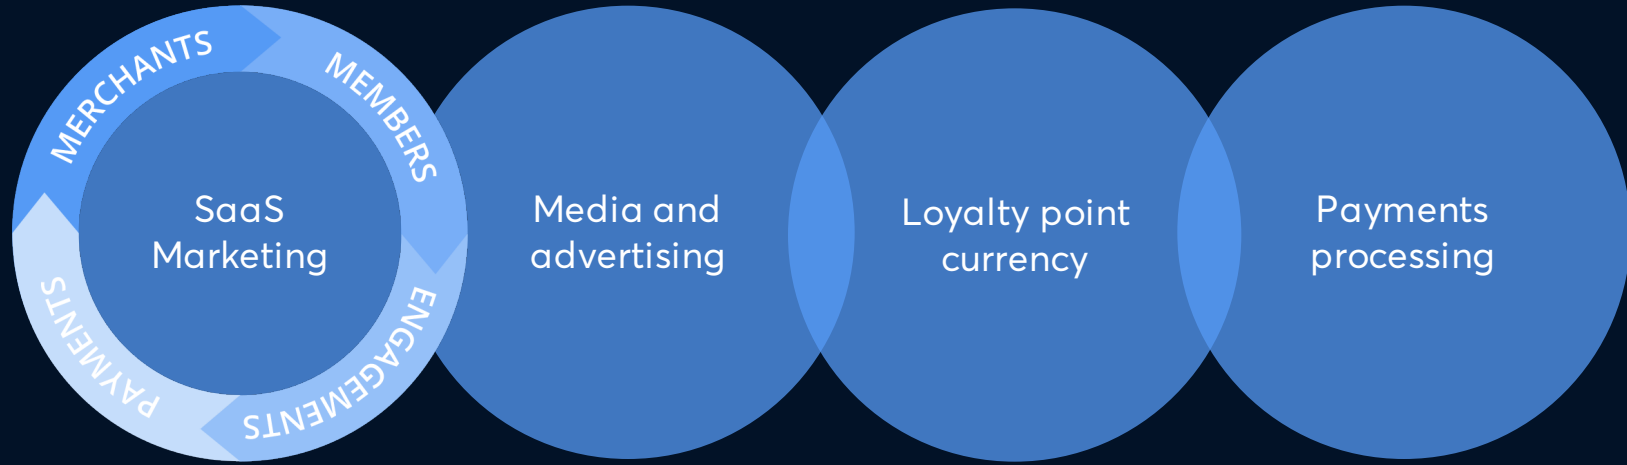 MERCHANTS
MEMBERS
ENGAGEMENTS
PAYMENTS
SaaS
Marketing
Media and
advertising
Loyalty point
currency
Payments
processing